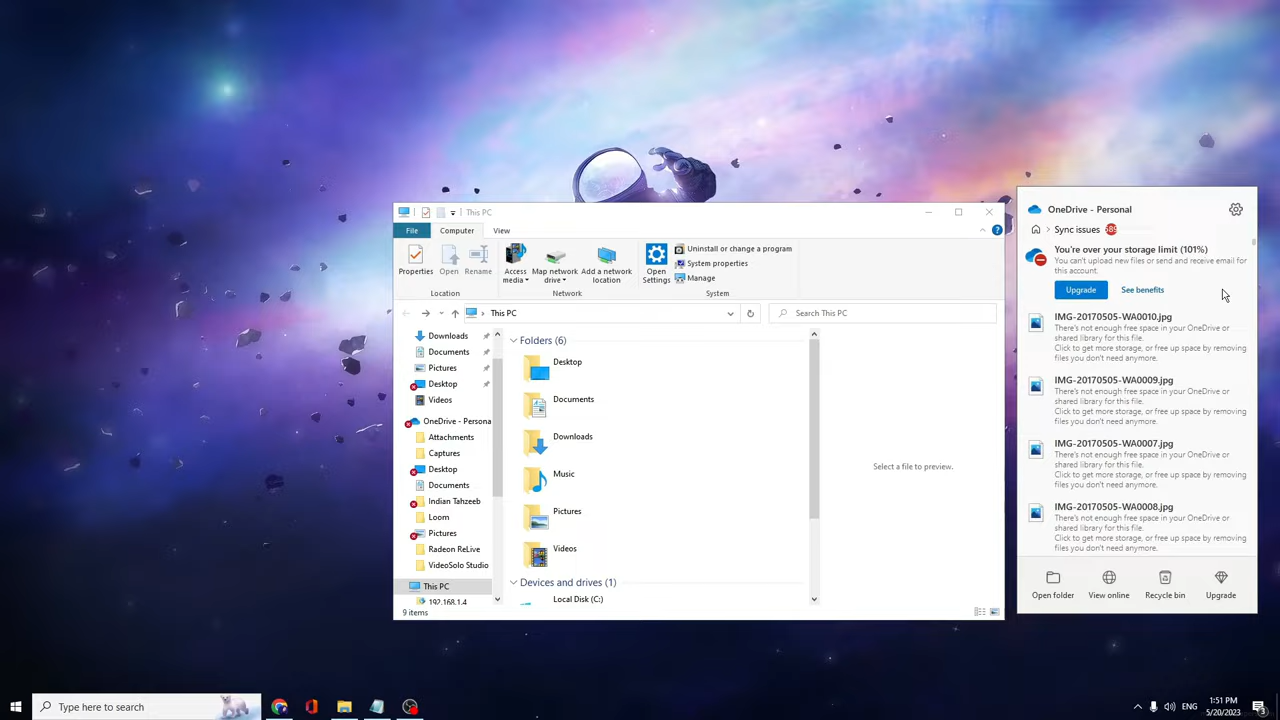 This PC
File
Computer
View
Properties
Open
Rename
Access media
Map network drive
Add a network location
Open Settings
Uninstall or change a program
System properties
Manage
Location
Network
System
This PC
Search This PC
Downloads
Documents
Pictures
Desktop
Videos
OneDrive - Persona
Attachments
Captures
Desktop
Documents
Indian Tahzeeb
Loom
Pictures
Radeon ReLive
VideoSolo Studio
This PC
192.168.1.4
Folders (6)
Desktop
Documents
Downloads
Music
Pictures
Videos
Devices and drives (1)
Local Disk (C:)
Select a file to preview.
9 items
OneDrive - Personal
Sync issues 589
You're over your storage limit (101%)
You can't upload new files or send and receive email for
this account.
Upgrade
See benefits
IMG-20170505-WA0010.jpg
There's not enough free space in your OneDrive or
shared library for this file.
Click to get more storage, or free up space by removing
files you don't need anymore.
IMG-20170505-WA0009.jpg
There's not enough free space in your OneDrive or
shared library for this file.
Click to get more storage, or free up space by removing
files you don't need anymore.
IMG-20170505-WA0007.jpg
There's not enough free space in your OneDrive or
shared library for this file.
Click to get more storage, or free up space by removing
files you don't need anymore.
IMG-20170505-WA0008.jpg
There's not enough free space in your OneDrive or
shared library for this file.
Click to get more storage, or free up space by removing
files you don't need anymore.
Open folder
View online
Recycle bin
Upgrade
Type here to search
ENG
1:51 PM
5/20/2023
3